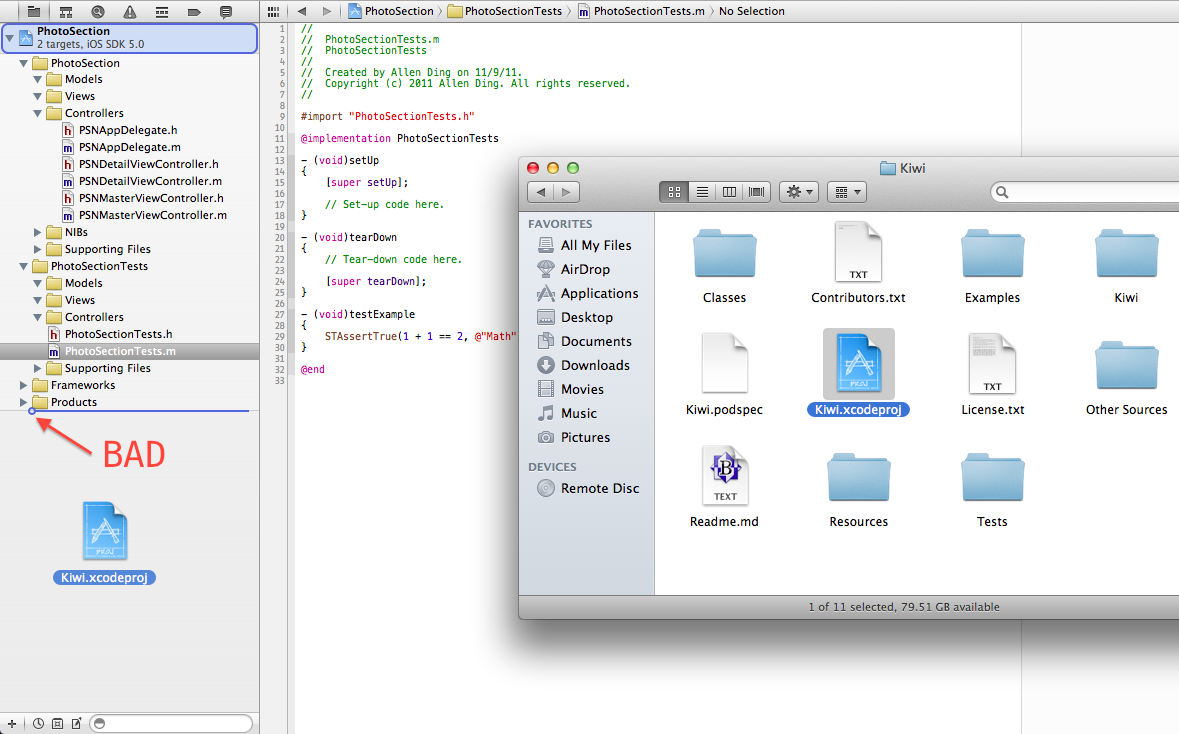 PhotoSection
2 targets, iOS SDK 5.0
PhotoSection
Models
Views
Controllers
PSNAppDelegate.h
PSNAppDelegate.m
PSNDetailViewController.h
PSNDetailViewController.m
PSNMasterViewController.h
PSNMasterViewController.m
NIBs
Supporting Files
PhotoSectionTests
Models
Views
Controllers
PhotoSectionTests.h
PhotoSectionTests.m
Supporting Files
Frameworks
Products
BAD
PROJ
Kiwi.xcodeproj
PhotoSection PhotoSectionTests PhotoSectionTests.m No Selection
1 //
2 // PhotoSectionTests.m
3 // PhotoSectionTests
4 //
5 // Created by Allen Ding on 11/9/11.
6 // Copyright (c) 2011 Allen Ding. All rights reserved.
7 //
8
9 #import "PhotoSectionTests.h"
10
11 @implementation PhotoSectionTests
12
13 - (void)setUp
14 {
15 [super setUp];
16
17 // Set-up code here.
18 }
19
20 - (void)tearDown
21 {
22 // Tear-down code here.
23
24 [super tearDown];
25 }
26
27 - (void)testExample
28 {
29 STAssertTrue(1 + 1 == 2, @"Math"
30 }
31
32 @end
33
Kiwi
FAVORITES
All My Files
AirDrop
Applications
Desktop
Documents
Downloads
Movies
Music
Pictures
DEVICES
Remote Disc
TXT
Classes Contributors.txt Examples Kiwi
PROJ TXT
Kiwi.podspec Kiwi.xcodeproj License.txt Other Sources
B
TEXT
Readme.md Resources Tests
1 of 11 selected, 79.51 GB available